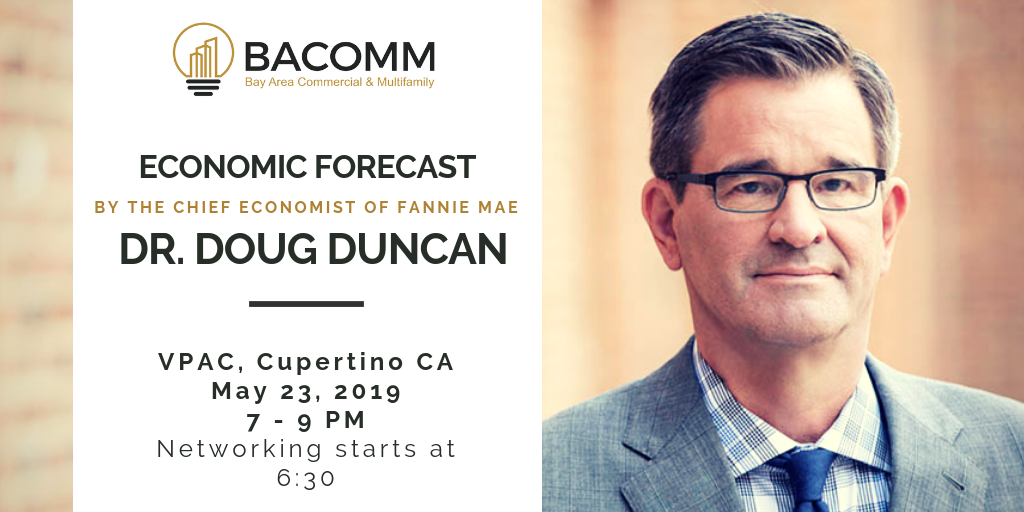 BACOMM
Bay Area Commercial & Multifamily
ECONOMIC FORECAST
BY THE CHIEF ECONOMIST OF FANNIE MAE
DR. DOUG DUNCAN
VPAC, Cupertino CA
May 23, 2019
7 - 9 PM
Networking starts at
6:30